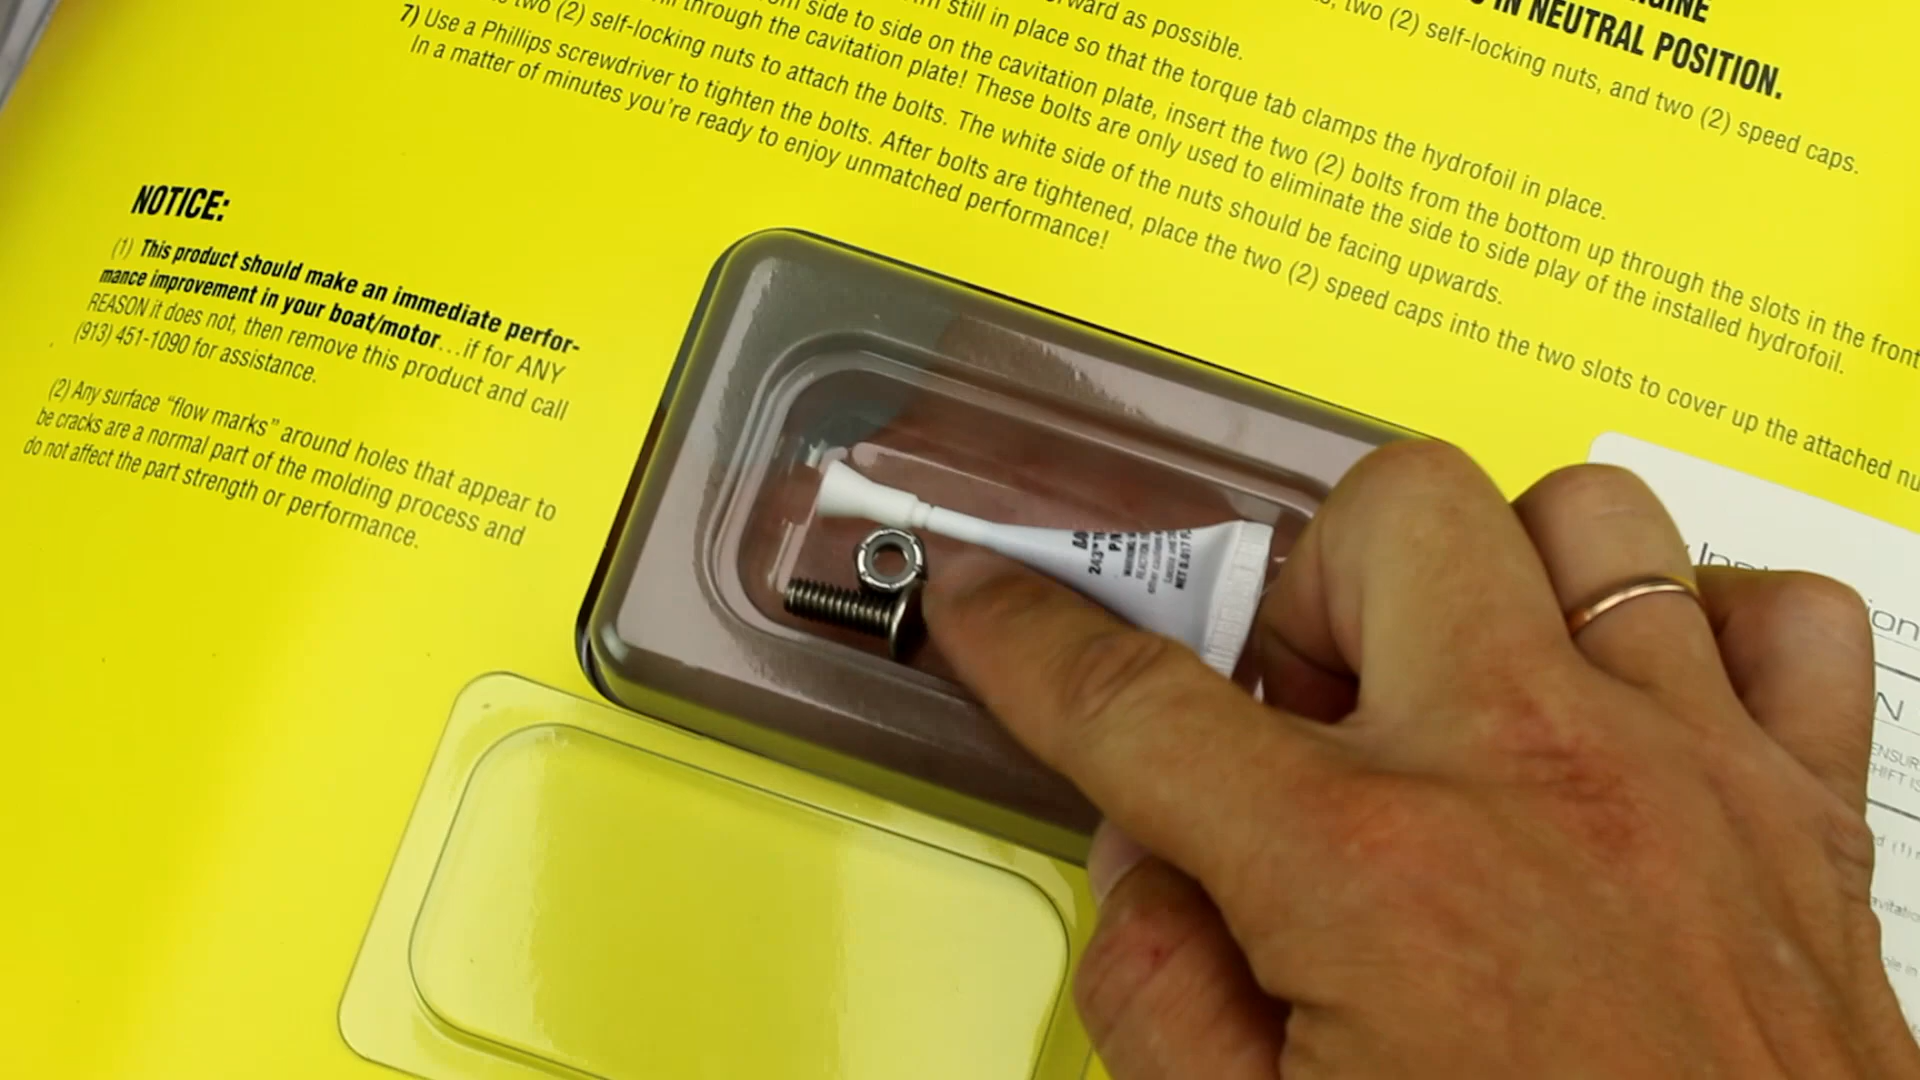 forward as possible.
still in place so that the torque tab clamps the hydrofoil in place.
side to side on the cavitation plate, insert the two (2) bolts from the bottom up through the slots in the front
through the cavitation plate! These bolts are only used to eliminate the side to side play of the installed hydrofoil.
two (2) self-locking nuts to attach the bolts. The white side of the nuts should be facing upwards.
7) Use a Phillips screwdriver to tighten the bolts. After bolts are tightened, place the two (2) speed caps into the two slots to cover up the attached
In a matter of minutes you're ready to enjoy unmatched performance!
IN NEUTRAL POSITION.
two (2) self-locking nuts, and two (2) speed caps.
NOTICE:
(1) This product should make an immediate perfor-
mance improvement in your boat/motor...if for ANY
REASON it does not, then remove this product and call
(913) 451-1090 for assistance.
(2) Any surface "flow marks" around holes that appear to
be cracks are a normal part of the molding process and
do not affect the part strength or performance.
243™
NET 0.017